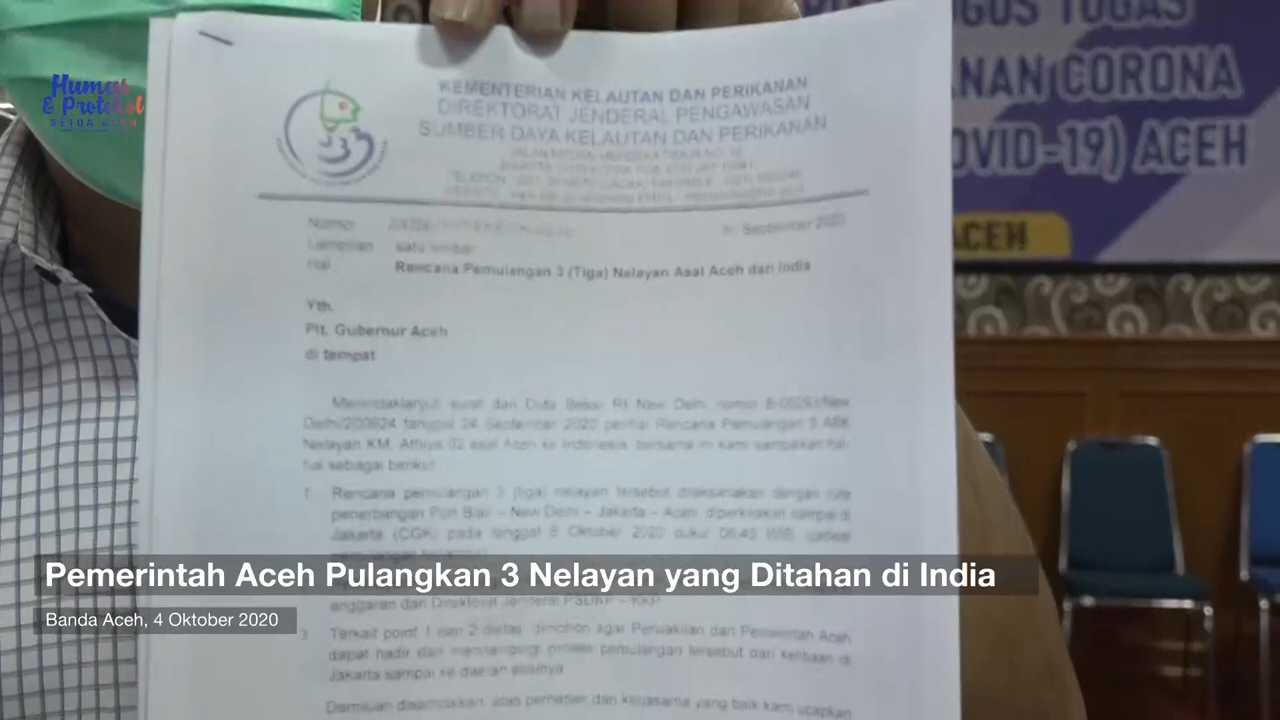 Humas
& Protokol
SETDA ACEH
GUS TUGAS
NAN CORONA
OVID-19) ACEH
ACEH
KEMENTERIAN KELAUTAN DAN PERIKANAN
DIREKTORAT JENDERAL PENGAWASAN
SUMBER DAYA KELAUTAN DAN PERIKANAN
Nomor
September 2020
Lampiran satu lembar
Hal Rencana Pemulangan 3 (Tiga) Nelayan Asal Aceh dari India
Yth.
Plt. Gubernur Aceh
di tempat
Menindaklanjuti surat dari Duta Besar RI New Delhi nomor
Delhi/200924 tanggal 24 September 2020 perihal Rencana Pemulangan 3 ABK
Nelayan KM. Athiya 02 asal Aceh ke Indonesia, bersama ini kami sampaikan hal-
hal sebagai berikut
1 Rencana pemulangan 3 (tiga) nelayan tersebut dilaksanakan dengan rute
penerbangan Port Blair – New Delhi – Jakarta – Aceh diperkirakan sampai di
Jakarta (CGK) pada tanggal Oktober 2020 pukul WIB
Pemerintah Aceh Pulangkan 3 Nelayan yang Ditahan di India
anggaran dari Direktorat Jenderal PSDKP – KKP
Banda Aceh, 4 Oktober 2020
3 Terkait point 1 dan 2 diatas, dimohon agar Perwakilan dari Pemerintah Aceh
dapat hadir dan mendampingi proses pemulangan tersebut dari ketibaan di
Jakarta sampai ke daerah asalnya
Demikian disampaikan, atas perhatian dan kerjasama yang baik kami ucapkan